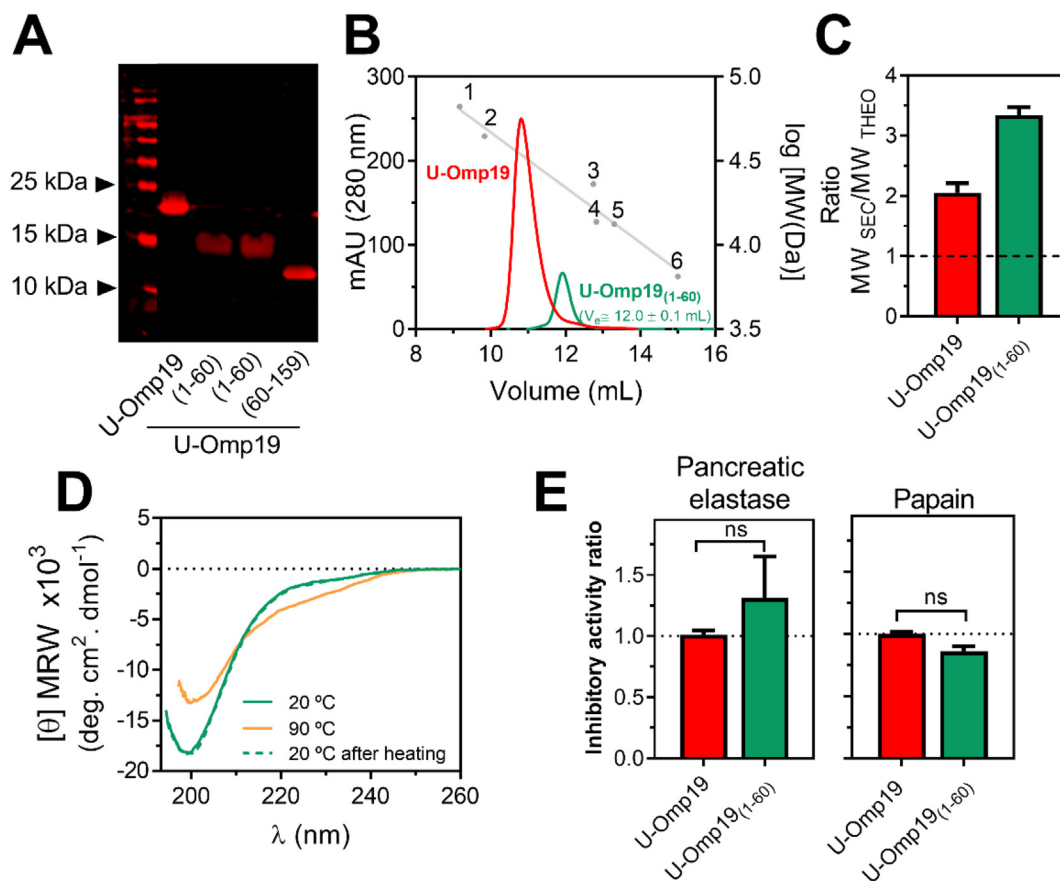 A
25 kDa
15 kDa
10 kDa
U-Omp19
(1-60)
(1-60)
(60-159)
U-Omp19
B
300
250
200
150
100
50
0
mAU (280 nm)
1
2
3
4
5
6
U-Omp19
U-Omp19(1-60)
(Ve≅ 12.0 ± 0.1 mL)
5.0
4.5
4.0
3.5
log [MW(Da)]
8
10
12
14
16
Volume (mL)
C
4
3
2
1
0
Ratio
MW SEC/MW THEO
U-Omp19
U-Omp19(1-60)
D
5
0
-5
-10
-15
-20
[θ] MRW x10³
(deg. cm². dmol⁻¹)
20 ºC
90 ºC
20 ºC after heating
200
220
240
260
λ (nm)
E
Pancreatic
elastase
Papain
Inhibitory activity ratio
1.5
1.0
0.5
0.0
ns
ns
U-Omp19
U-Omp19(1-60)
U-Omp19
U-Omp19(1-60)